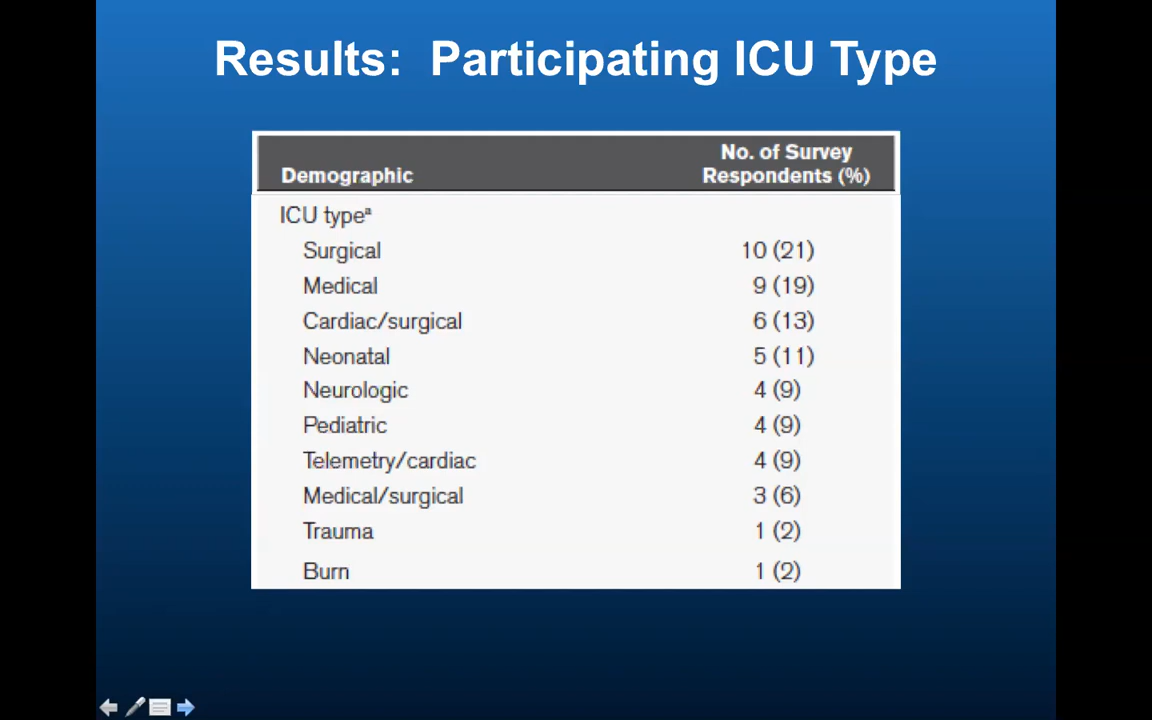 Results: Participating ICU Type
No. of Survey
Demographic Respondents (%)
ICU typeᵃ
Surgical 10 (21)
Medical 9 (19)
Cardiac/surgical 6 (13)
Neonatal 5 (11)
Neurologic 4 (9)
Pediatric 4 (9)
Telemetry/cardiac 4 (9)
Medical/surgical 3 (6)
Trauma 1 (2)
Burn 1 (2)